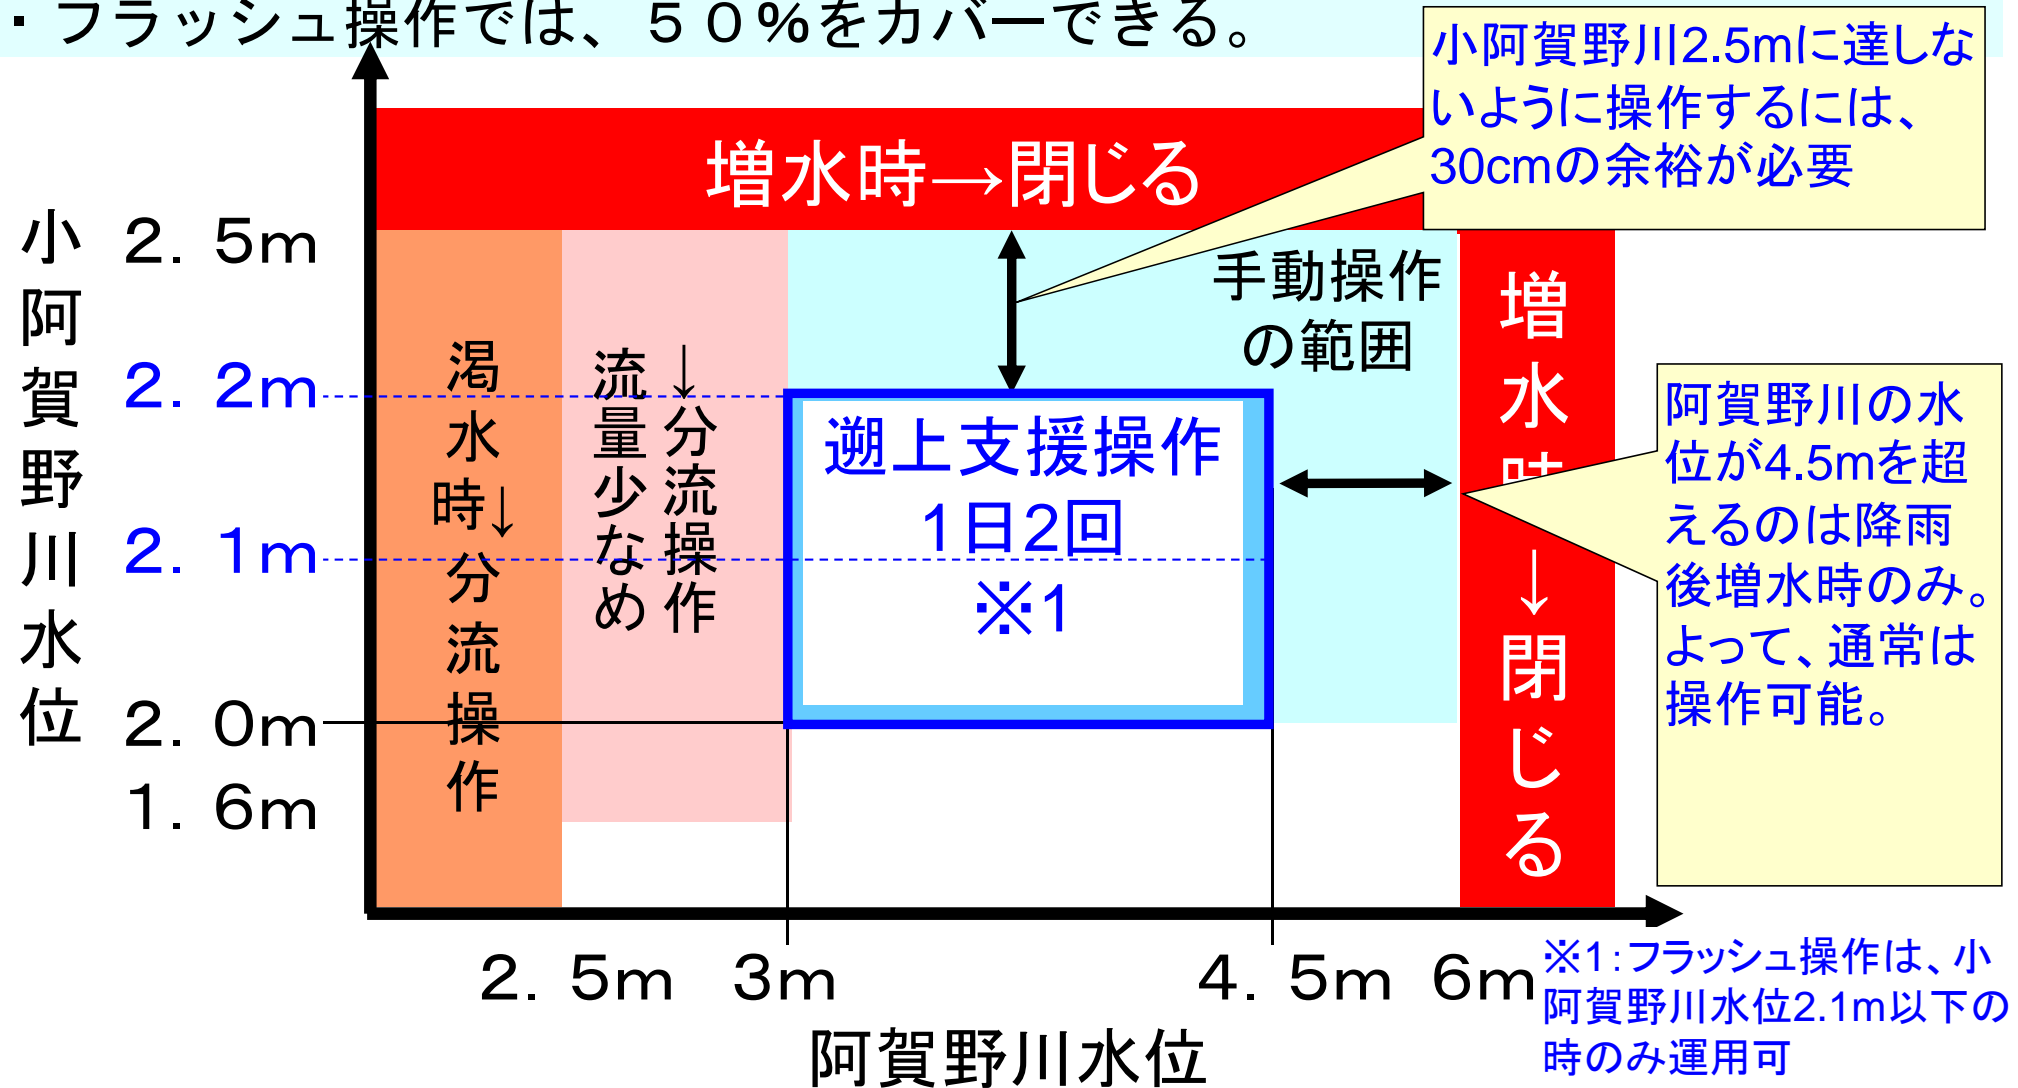 ・フラッシュ操作では、５０％をカバーできる。
小阿賀野川2.5mに達しな
いように操作するには、
30cmの余裕が必要
増水時→閉じる
小阿賀野川水位
２．５m
２．２m
２．１m
２．０m
１．６m
渇水時→分流操作
流量少なめ
→分流操作
手動操作
の範囲
遡上支援操作
1日2回
※1
増水時→閉じる
阿賀野川の水
位が4.5mを超
えるのは降雨
後増水時のみ。
よって、通常は
操作可能。
２．５m
３m
４．５m
６m
阿賀野川水位
※1：フラッシュ操作は、小
阿賀野川水位2.1m以下の
時のみ運用可